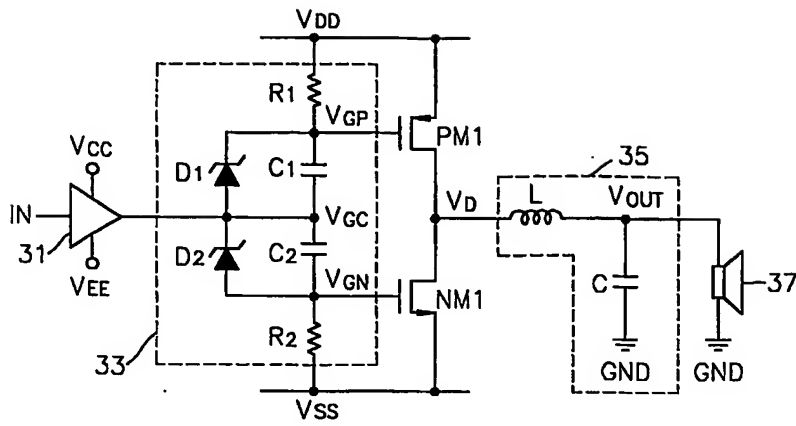 VDD
R1
VGP
PM1
VCC
D1
C1
35
IN
L
VOUT
VD
VGC
31
D2
C2
VEE
VGN
NM1
C
37
R2
33
GND
GND
VSS